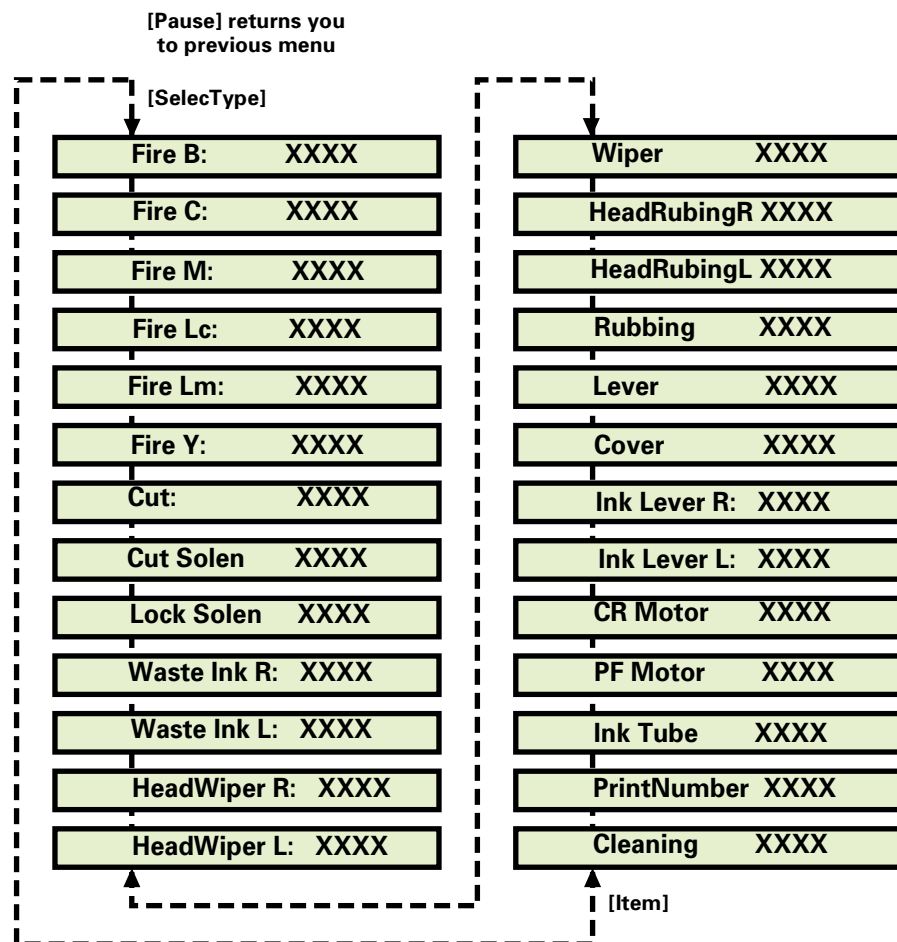 [Pause] returns you
to previous menu
[SelecType]
Fire B: XXXX
Fire C: XXXX
Fire M: XXXX
Fire Lc: XXXX
Fire Lm: XXXX
Fire Y: XXXX
Cut: XXXX
Cut Solen XXXX
Lock Solen XXXX
Waste Ink R: XXXX
Waste Ink L: XXXX
HeadWiper R: XXXX
HeadWiper L: XXXX
Wiper XXXX
HeadRubingR XXXX
HeadRubingL XXXX
Rubbing XXXX
Lever XXXX
Cover XXXX
Ink Lever R: XXXX
Ink Lever L: XXXX
CR Motor XXXX
PF Motor XXXX
Ink Tube XXXX
PrintNumber XXXX
Cleaning XXXX
[Item]